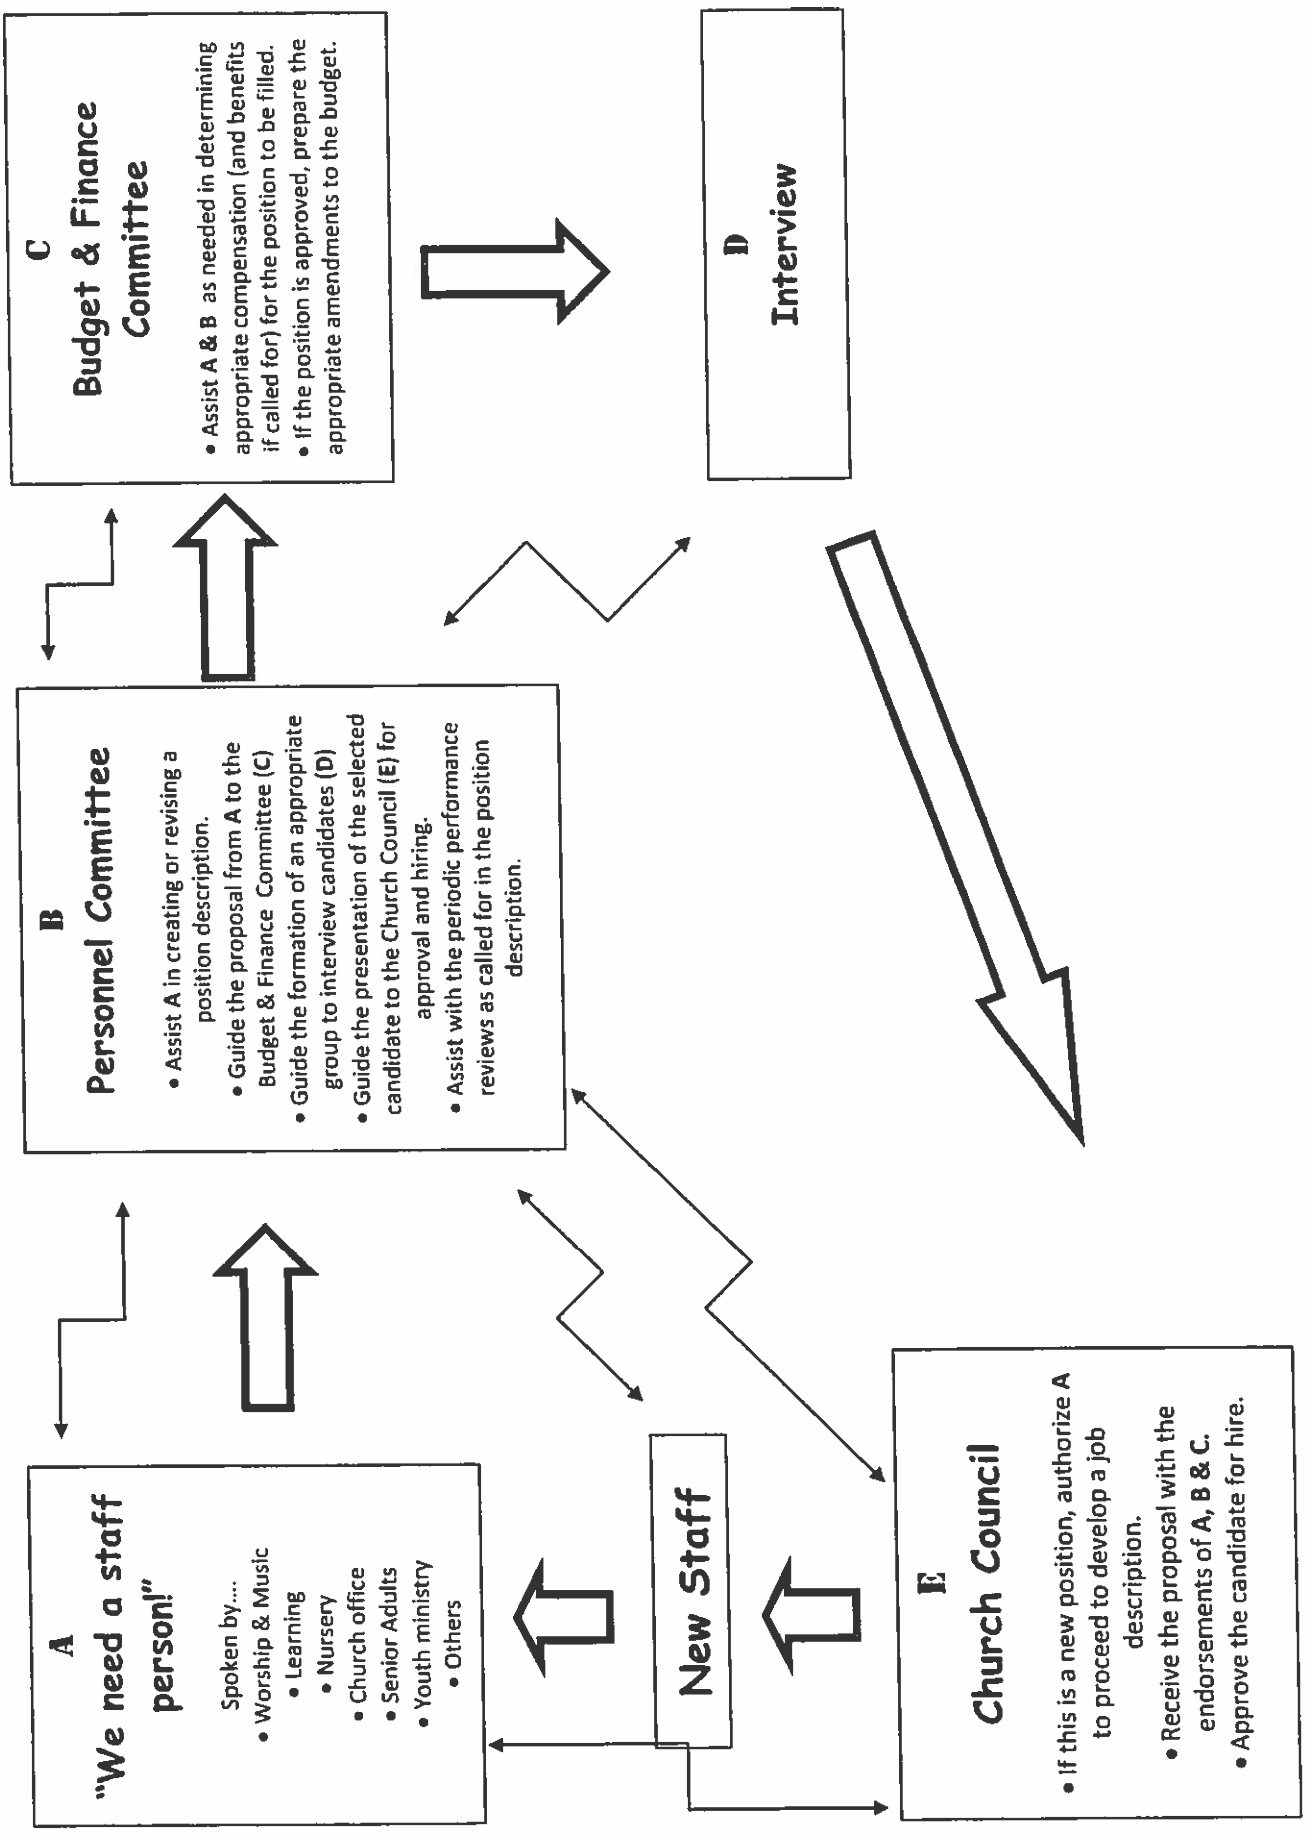 A
"We need a staff
person!"
Spoken by....
• Worship & Music
• Learning
• Nursery
• Church office
• Senior Adults
• Youth ministry
• Others
B
Personnel Committee
• Assist A in creating or revising a
position description.
• Guide the proposal from A to the
Budget & Finance Committee (C)
• Guide the formation of an appropriate
group to interview candidates (D)
• Guide the presentation of the selected
candidate to the Church Council (E) for
approval and hiring.
• Assist with the periodic performance
reviews as called for in the position
description.
C
Budget & Finance
Committee
• Assist A & B as needed in determining
appropriate compensation (and benefits
if called for) for the position to be filled.
• If the position is approved, prepare the
appropriate amendments to the budget.
D
Interview
New Staff
E
Church Council
• If this is a new position, authorize A
to proceed to develop a job
description.
• Receive the proposal with the
endorsements of A, B & C.
• Approve the candidate for hire.